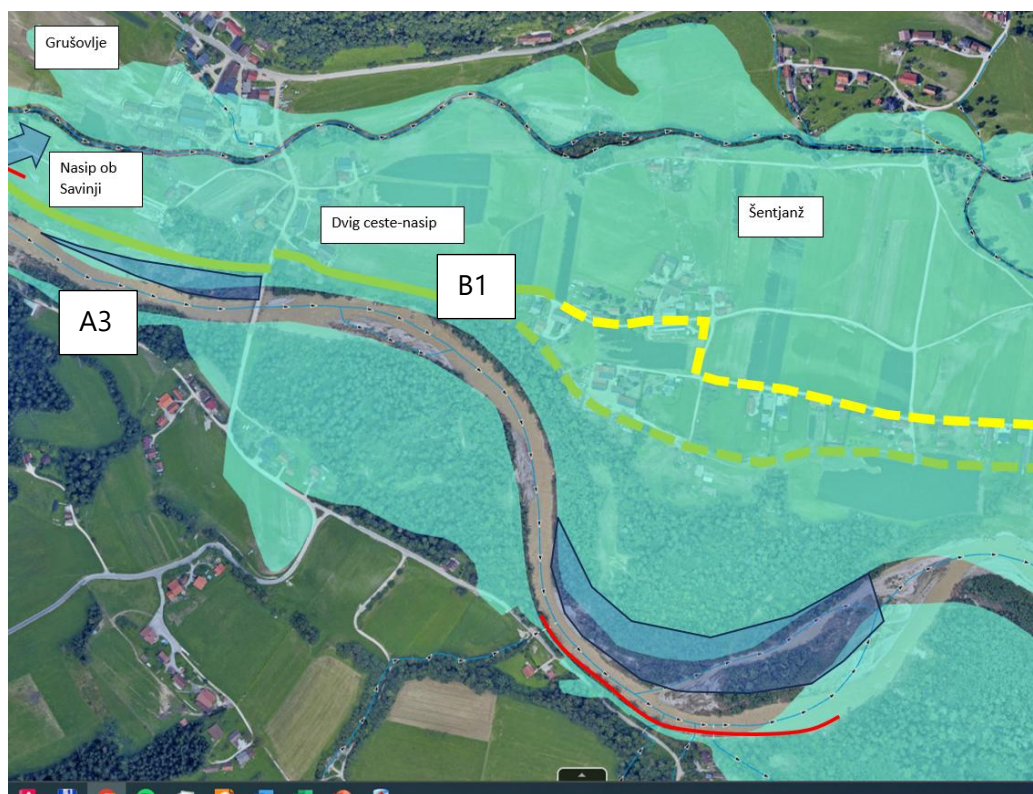 Grušovlje
Nasip ob
Savinji
Dvig ceste-nasip
Šentjanž
B1
A3